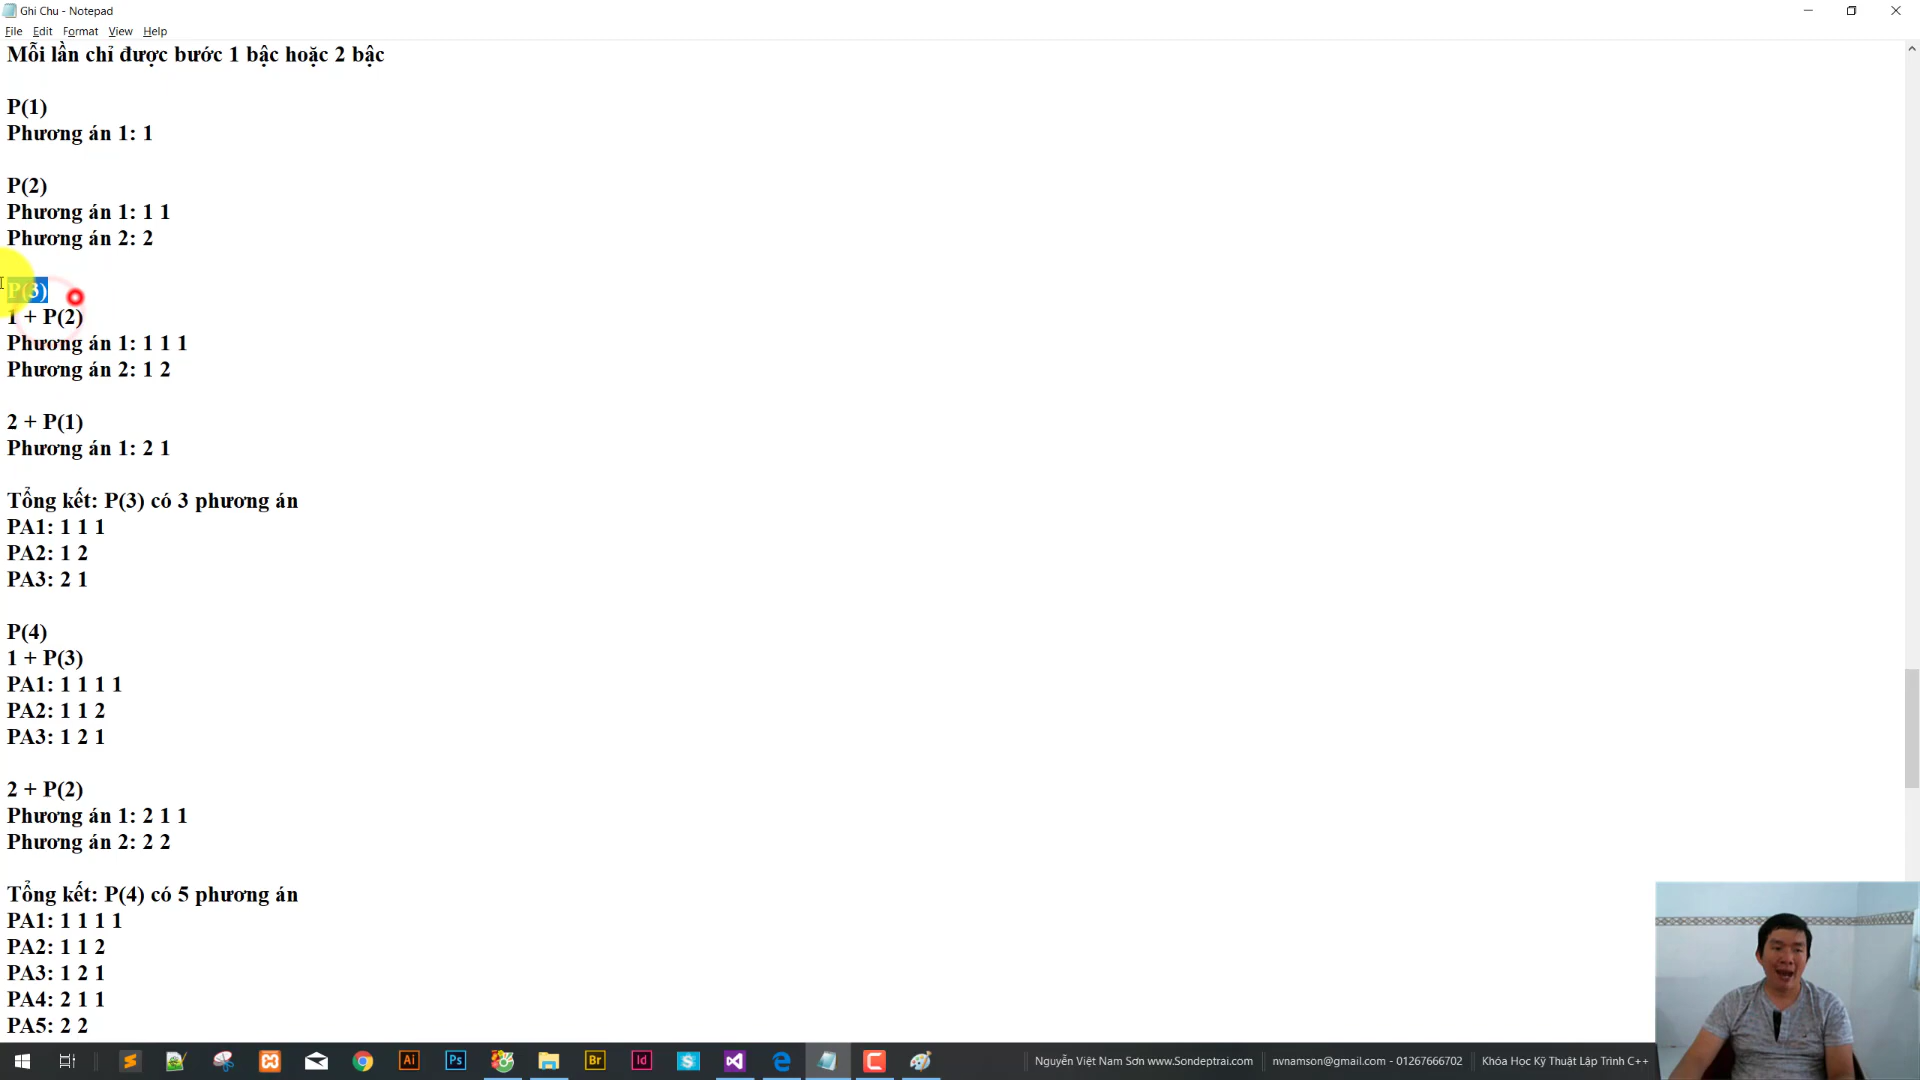 Ghi Chu - Notepad
File Edit Format View Help
Mỗi lần chỉ được bước 1 bậc hoặc 2 bậc
P(1)
Phương án 1: 1
P(2)
Phương án 1: 1 1
Phương án 2: 2
P(3)
1 + P(2)
Phương án 1: 1 1 1
Phương án 2: 1 2
2 + P(1)
Phương án 1: 2 1
Tổng kết: P(3) có 3 phương án
PA1: 1 1 1
PA2: 1 2
PA3: 2 1
P(4)
1 + P(3)
PA1: 1 1 1 1
PA2: 1 1 2
PA3: 1 2 1
2 + P(2)
Phương án 1: 2 1 1
Phương án 2: 2 2
Tổng kết: P(4) có 5 phương án
PA1: 1 1 1 1
PA2: 1 1 2
PA3: 1 2 1
PA4: 2 1 1
PA5: 2 2
Ai Ps Br Id S C
Nguyễn Việt Nam Sơn www.Sondeptrai.com nvnamson@gmail.com - 01267666702 Khóa Học Kỹ Thuật Lập Trình C++